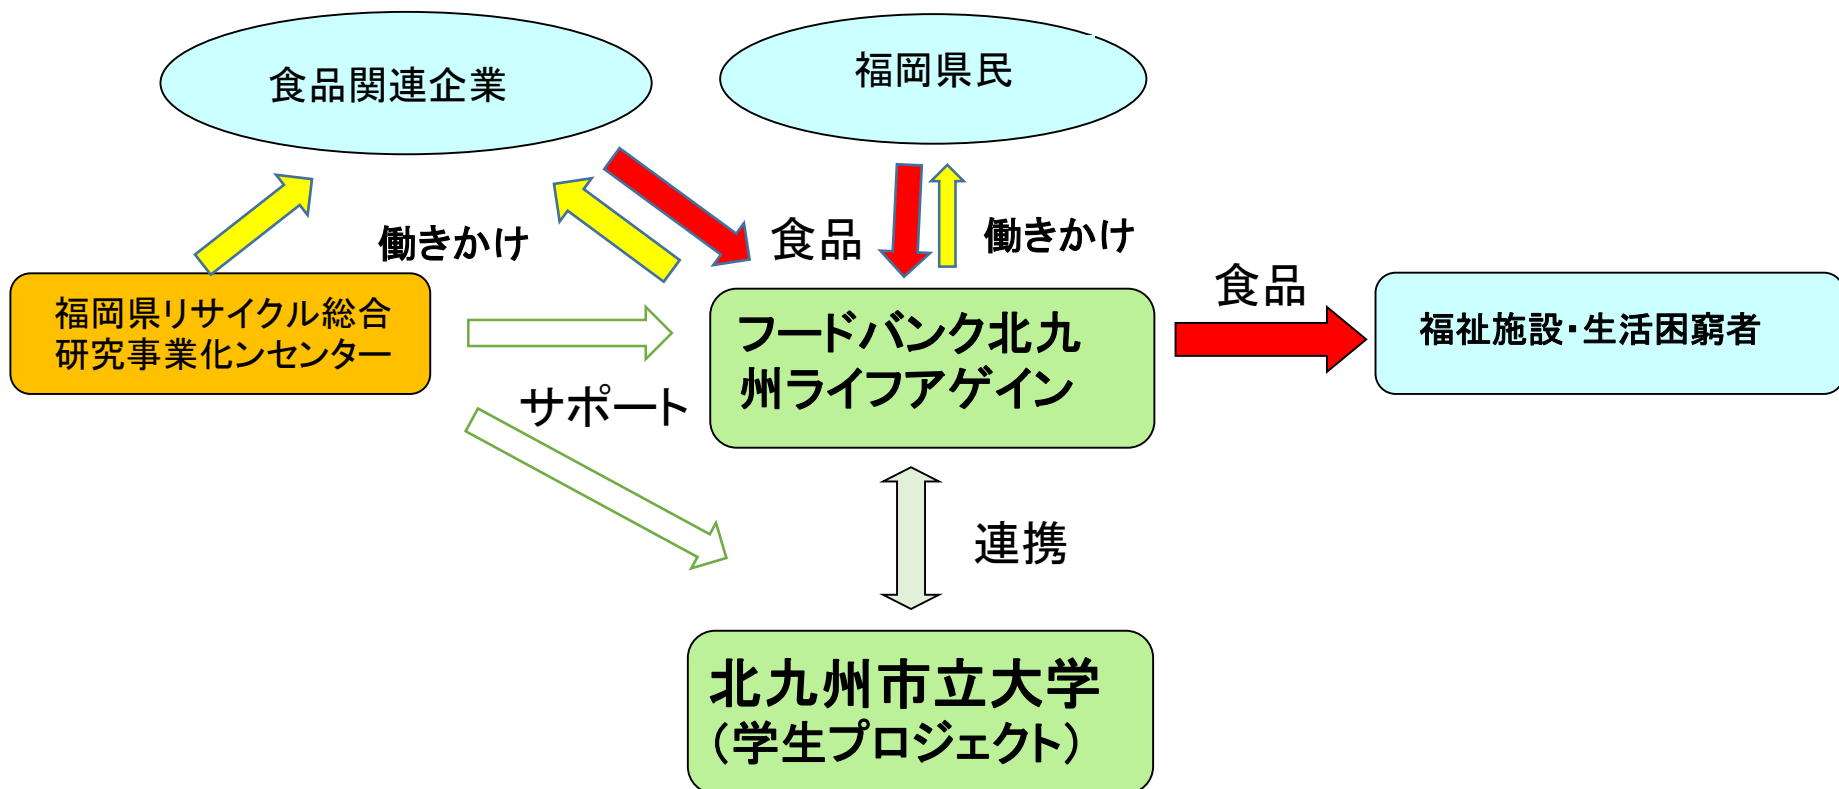 食品関連企業
福岡県民
働きかけ
食品
働きかけ
食品
福岡県リサイクル総合
研究事業化ンセンター
フードバンク北九
州ライフアゲイン
福祉施設・生活困窮者
サポート
連携
北九州市立大学
（学生プロジェクト）